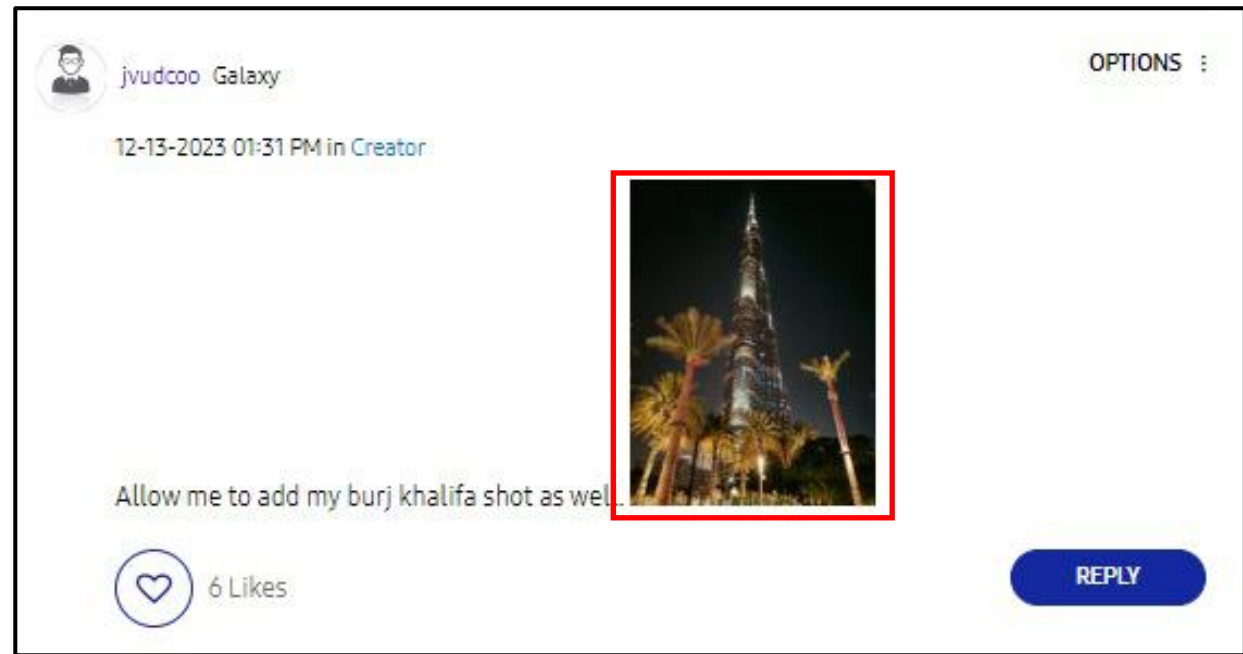 jvudcoo Galaxy
OPTIONS
12-13-2023 01:31 PM in Creator
Allow me to add my burj khalifa shot as wel...
6 Likes
REPLY